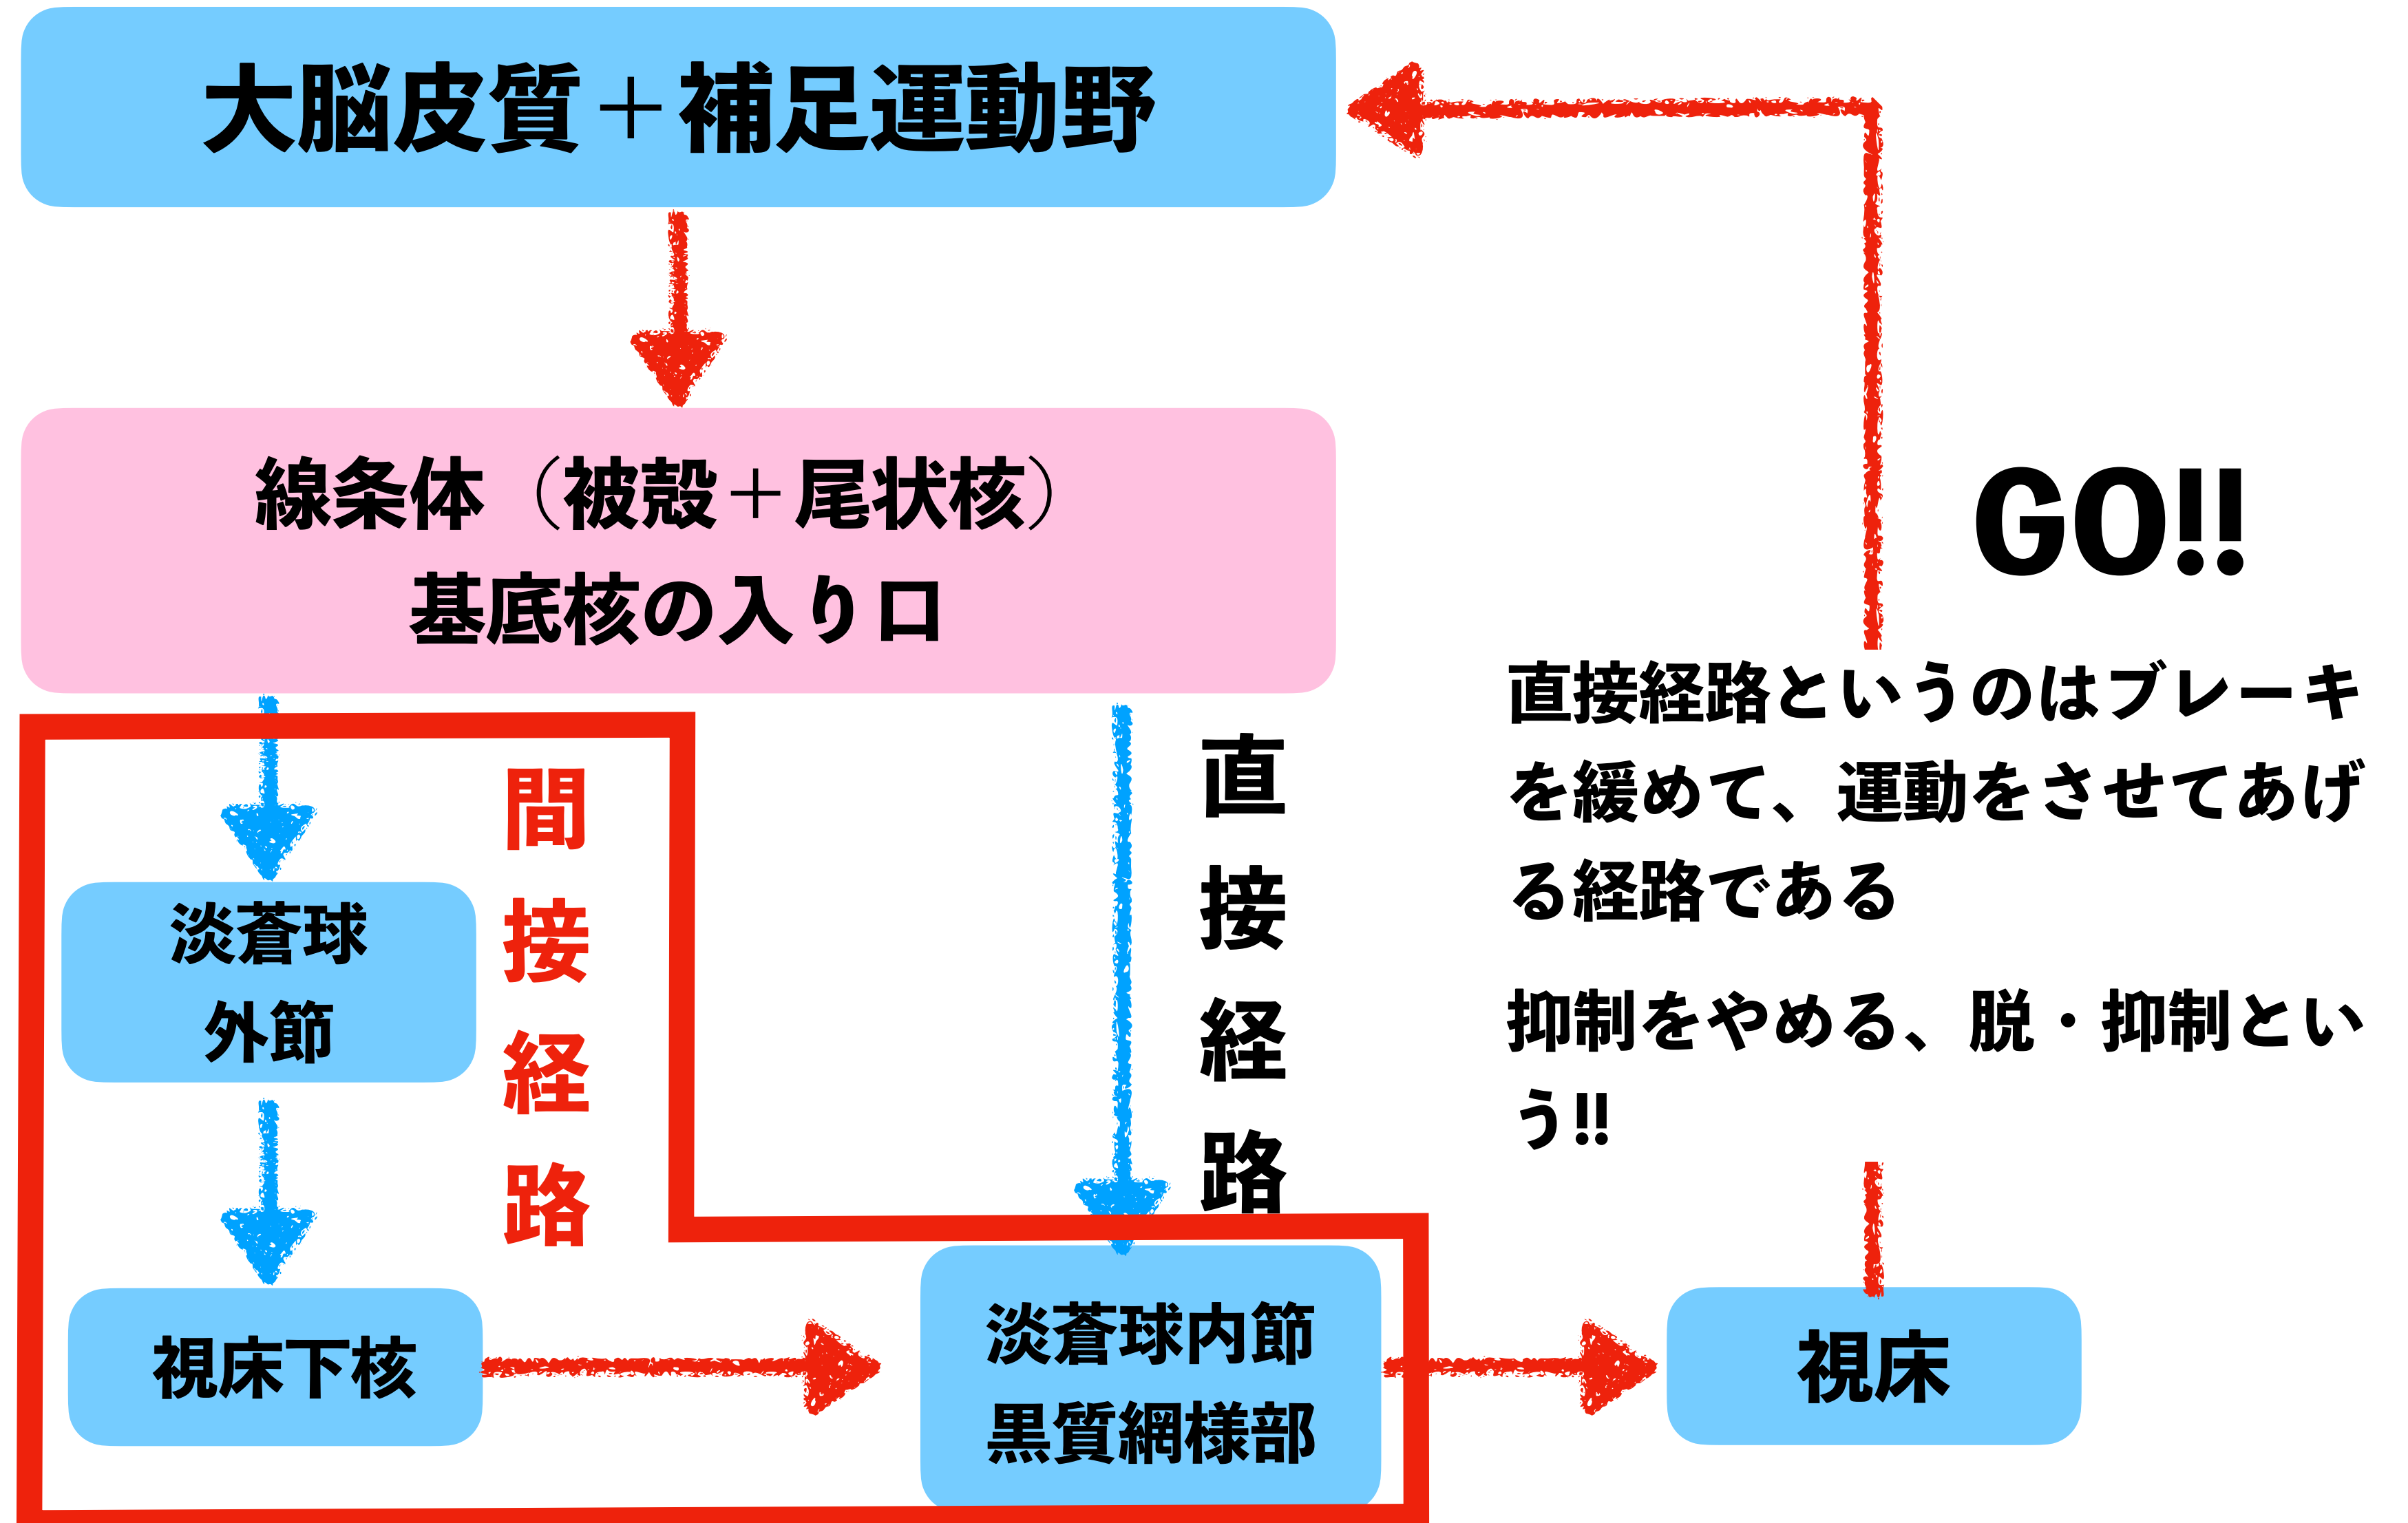 大脳皮質+補足運動野
線条体（被殻+尾状核）
基底核の入り口
GO!!
間接経路
直接経路
直接経路というのはブレーキ
を緩めて、運動をさせてあげ
る経路である
抑制をやめる、脱・抑制とい
う!!
淡蒼球
外節
視床下核
淡蒼球内節
黒質網様部
視床